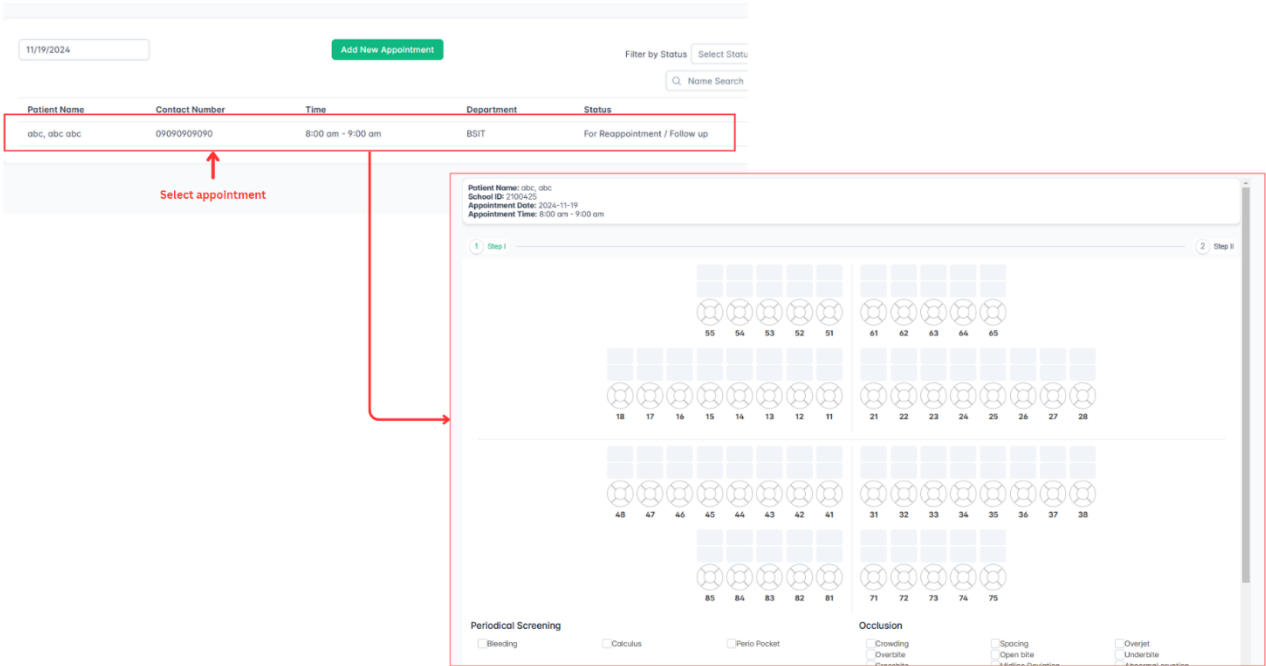 11/19/2024
Add New Appointment
Filter by Status Select Statu
Name Search
Patient Name Contact Number Time Department Status
abc, abc abc 09090909090 8:00 am - 9:00 am BSIT For Reappointment / Follow up
Select appointment
Patient Name: abc, abc
School ID: 2100425
Appointment Date: 2024-11-19
Appointment Time: 8:00 am - 9:00 am
1 Step I 2 Step II
55 54 53 52 51 61 62 63 64 65
18 17 16 15 14 13 12 11 21 22 23 24 25 26 27 28
48 47 46 45 44 43 42 41 31 32 33 34 35 36 37 38
85 84 83 82 81 71 72 73 74 75
Periodical Screening Occlusion
Bleeding Calculus Perio Pocket Crowding Spacing Overjet
Overbite Open bite Underbite
Crossbite Midline Deviation Abnormal eruption